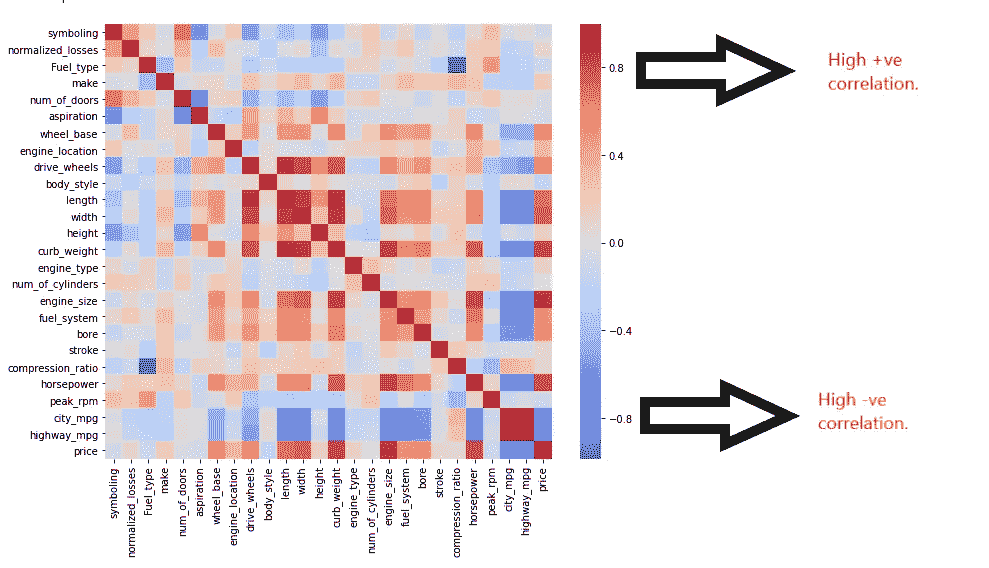 symboling
normalized_losses
Fuel_type
make
num_of_doors
aspiration
wheel_base
engine_location
drive_wheels
body_style
length
width
height
curb_weight
engine_type
num_of_cylinders
engine_size
fuel_system
bore
stroke
compression_ratio
horsepower
peak_rpm
city_mpg
highway_mpg
price
symboling
normalized_losses
Fuel_type
make
num_of_doors
aspiration
wheel_base
engine_location
drive_wheels
body_style
length
width
height
curb_weight
engine_type
num_of_cylinders
engine_size
fuel_system
bore
stroke
compression_ratio
horsepower
peak_rpm
city_mpg
highway_mpg
price
0.8
0.4
0.0
−0.4
−0.8
High +ve
correlation.
High -ve
correlation.